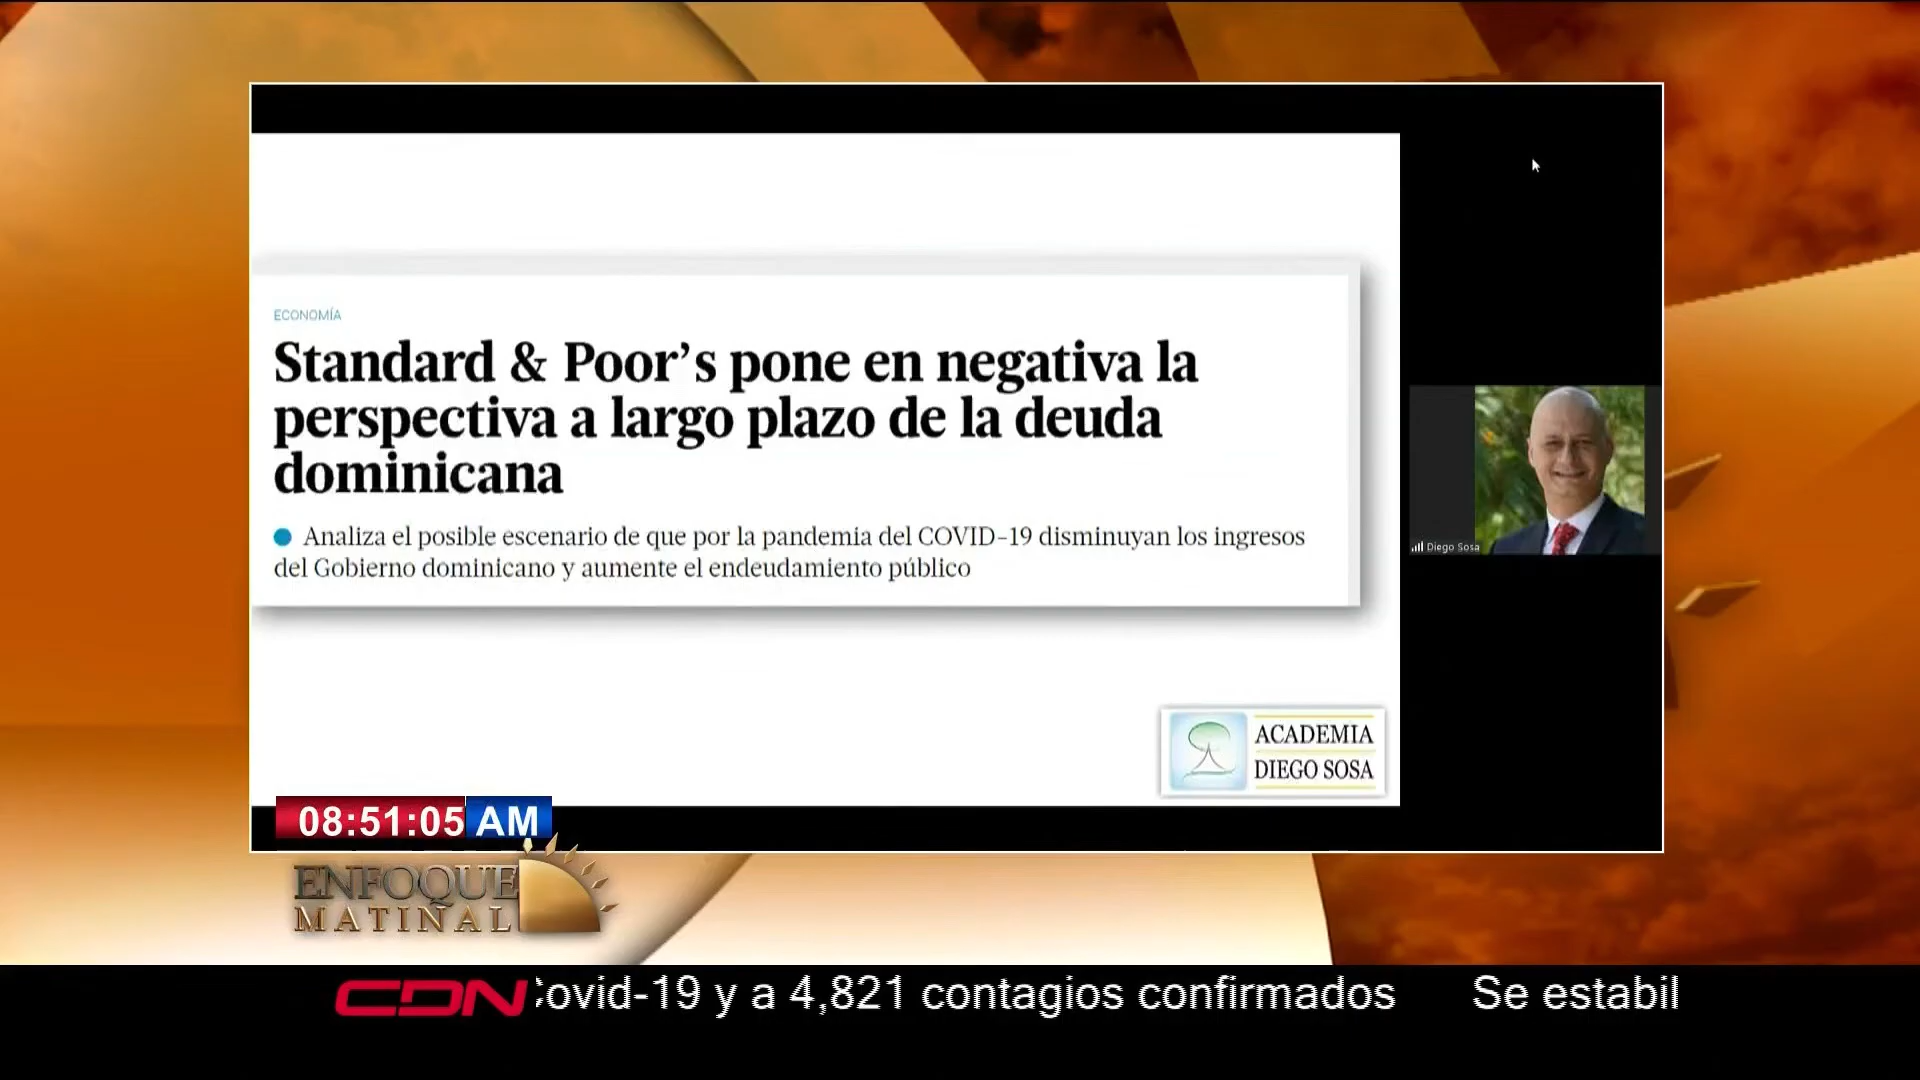 ECONOMÍA
Standard & Poor’s pone en negativa la
perspectiva a largo plazo de la deuda
dominicana
Analiza el posible escenario de que por la pandemia del COVID-19 disminuyan los ingresos
del Gobierno dominicano y aumente el endeudamiento público
Diego Sosa
ACADEMIA
DIEGO SOSA
08:51:05 AM
ENFOQUE
MATINAL
CDN ovid-19 y a 4,821 contagios confirmados Se estabil